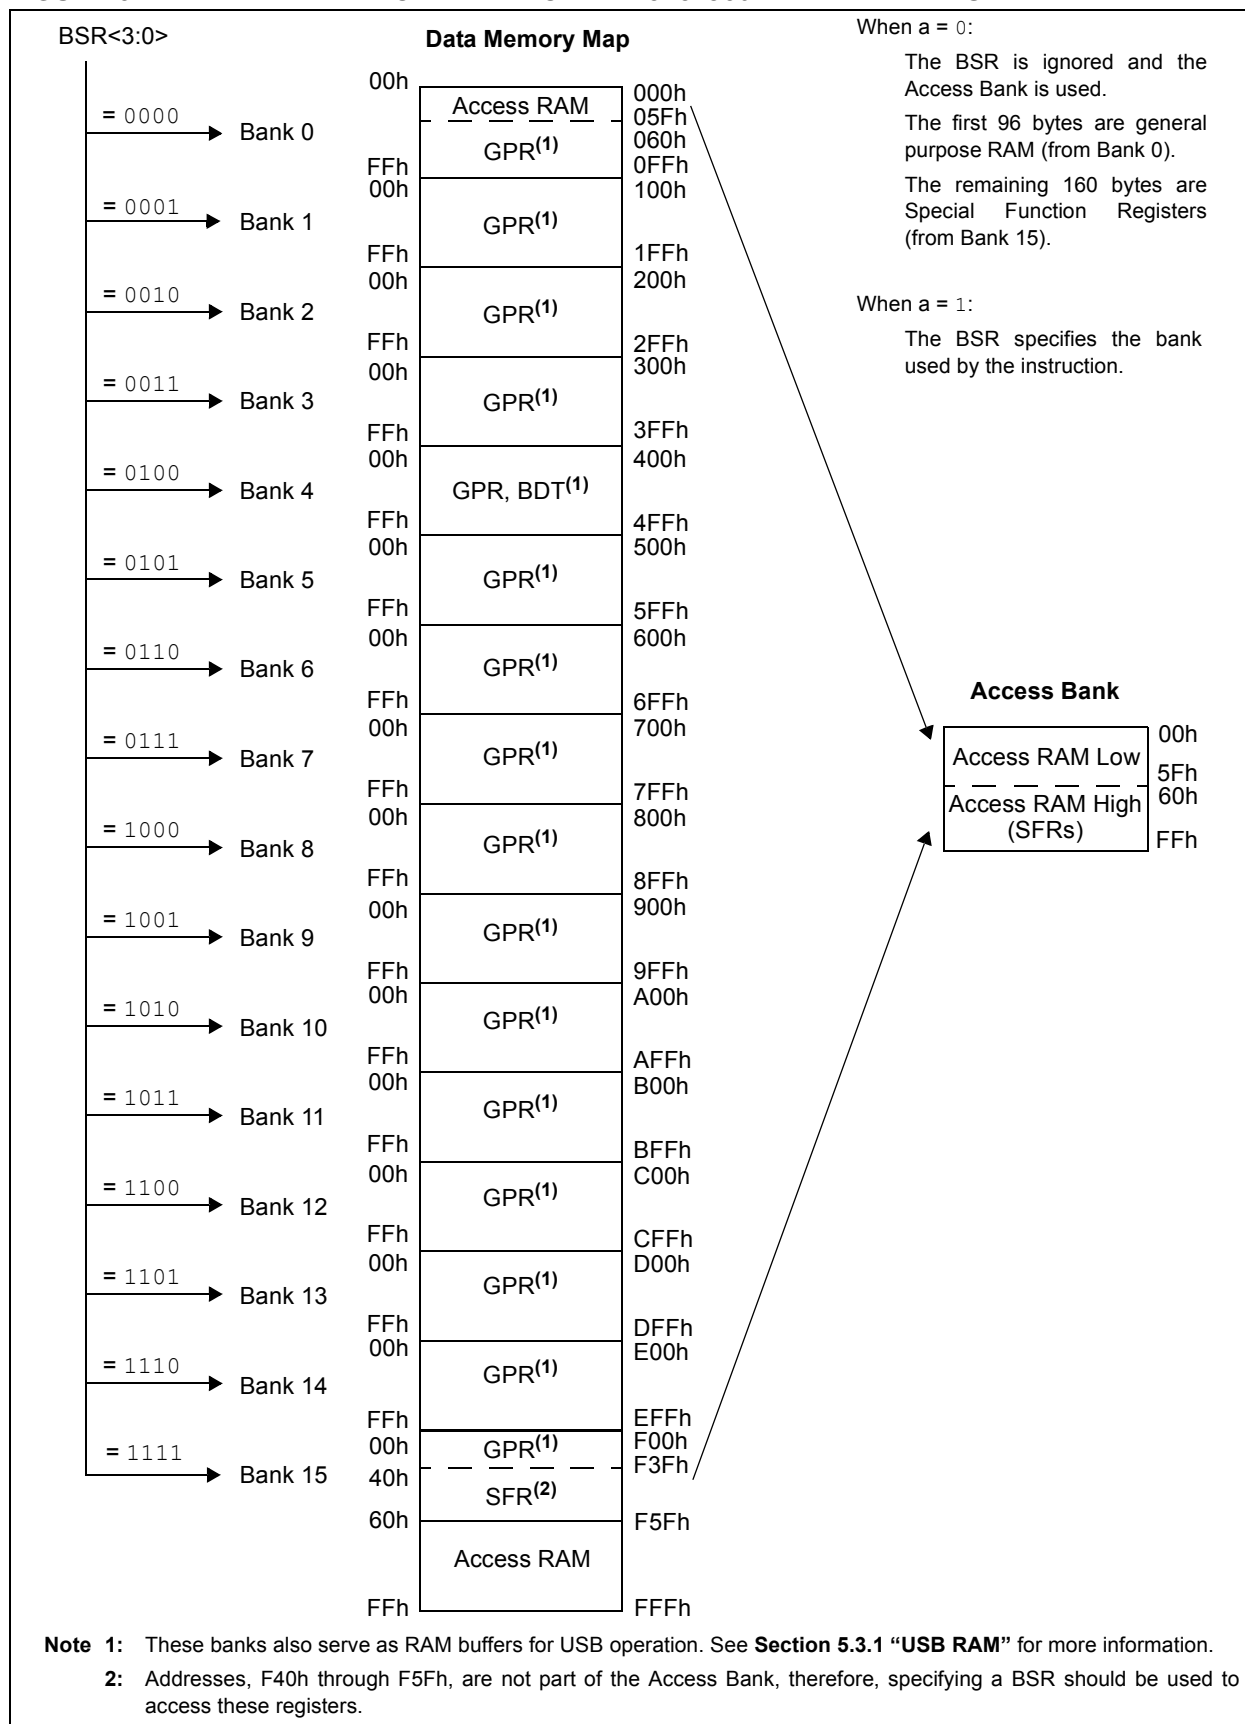 BSR<3:0>
Data Memory Map
When a = 0:
The BSR is ignored and the
Access Bank is used.
The first 96 bytes are general
purpose RAM (from Bank 0).
The remaining 160 bytes are
Special Function Registers
(from Bank 15).
When a = 1:
The BSR specifies the bank
used by the instruction.
= 0000
Bank 0
00h
FFh
Access RAM
GPR(1)
000h
05Fh
060h
0FFh
= 0001
Bank 1
00h
FFh
GPR(1)
100h
1FFh
= 0010
Bank 2
00h
FFh
GPR(1)
200h
2FFh
= 0011
Bank 3
00h
FFh
GPR(1)
300h
3FFh
= 0100
Bank 4
00h
FFh
GPR, BDT(1)
400h
4FFh
= 0101
Bank 5
00h
FFh
GPR(1)
500h
5FFh
= 0110
Bank 6
00h
FFh
GPR(1)
600h
6FFh
= 0111
Bank 7
00h
FFh
GPR(1)
700h
7FFh
= 1000
Bank 8
00h
FFh
GPR(1)
800h
8FFh
= 1001
Bank 9
00h
FFh
GPR(1)
900h
9FFh
= 1010
Bank 10
00h
FFh
GPR(1)
A00h
AFFh
= 1011
Bank 11
00h
FFh
GPR(1)
B00h
BFFh
= 1100
Bank 12
00h
FFh
GPR(1)
C00h
CFFh
= 1101
Bank 13
00h
FFh
GPR(1)
D00h
DFFh
= 1110
Bank 14
00h
FFh
GPR(1)
E00h
EFFh
= 1111
Bank 15
00h
40h
60h
FFh
GPR(1)
SFR(2)
Access RAM
F00h
F3Fh
F5Fh
FFFh
Access Bank
Access RAM Low
Access RAM High
(SFRs)
00h
5Fh
60h
FFh
Note 1: These banks also serve as RAM buffers for USB operation. See Section 5.3.1 “USB RAM” for more information.
2: Addresses, F40h through F5Fh, are not part of the Access Bank, therefore, specifying a BSR should be used to
access these registers.